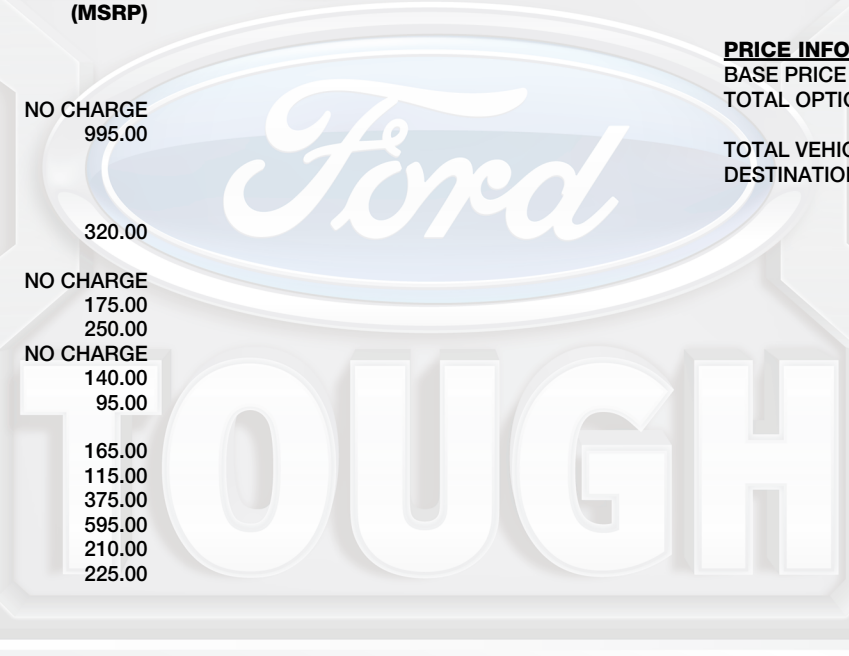 (MSRP)
NO CHARGE
995.00
320.00
NO CHARGE
175.00
250.00
NO CHARGE
140.00
95.00
165.00
115.00
375.00
595.00
210.00
225.00
PRICE INFO
BASE PRICE
TOTAL OPTIO
TOTAL VEHIC
DESTINATION
Ford
TOUGH